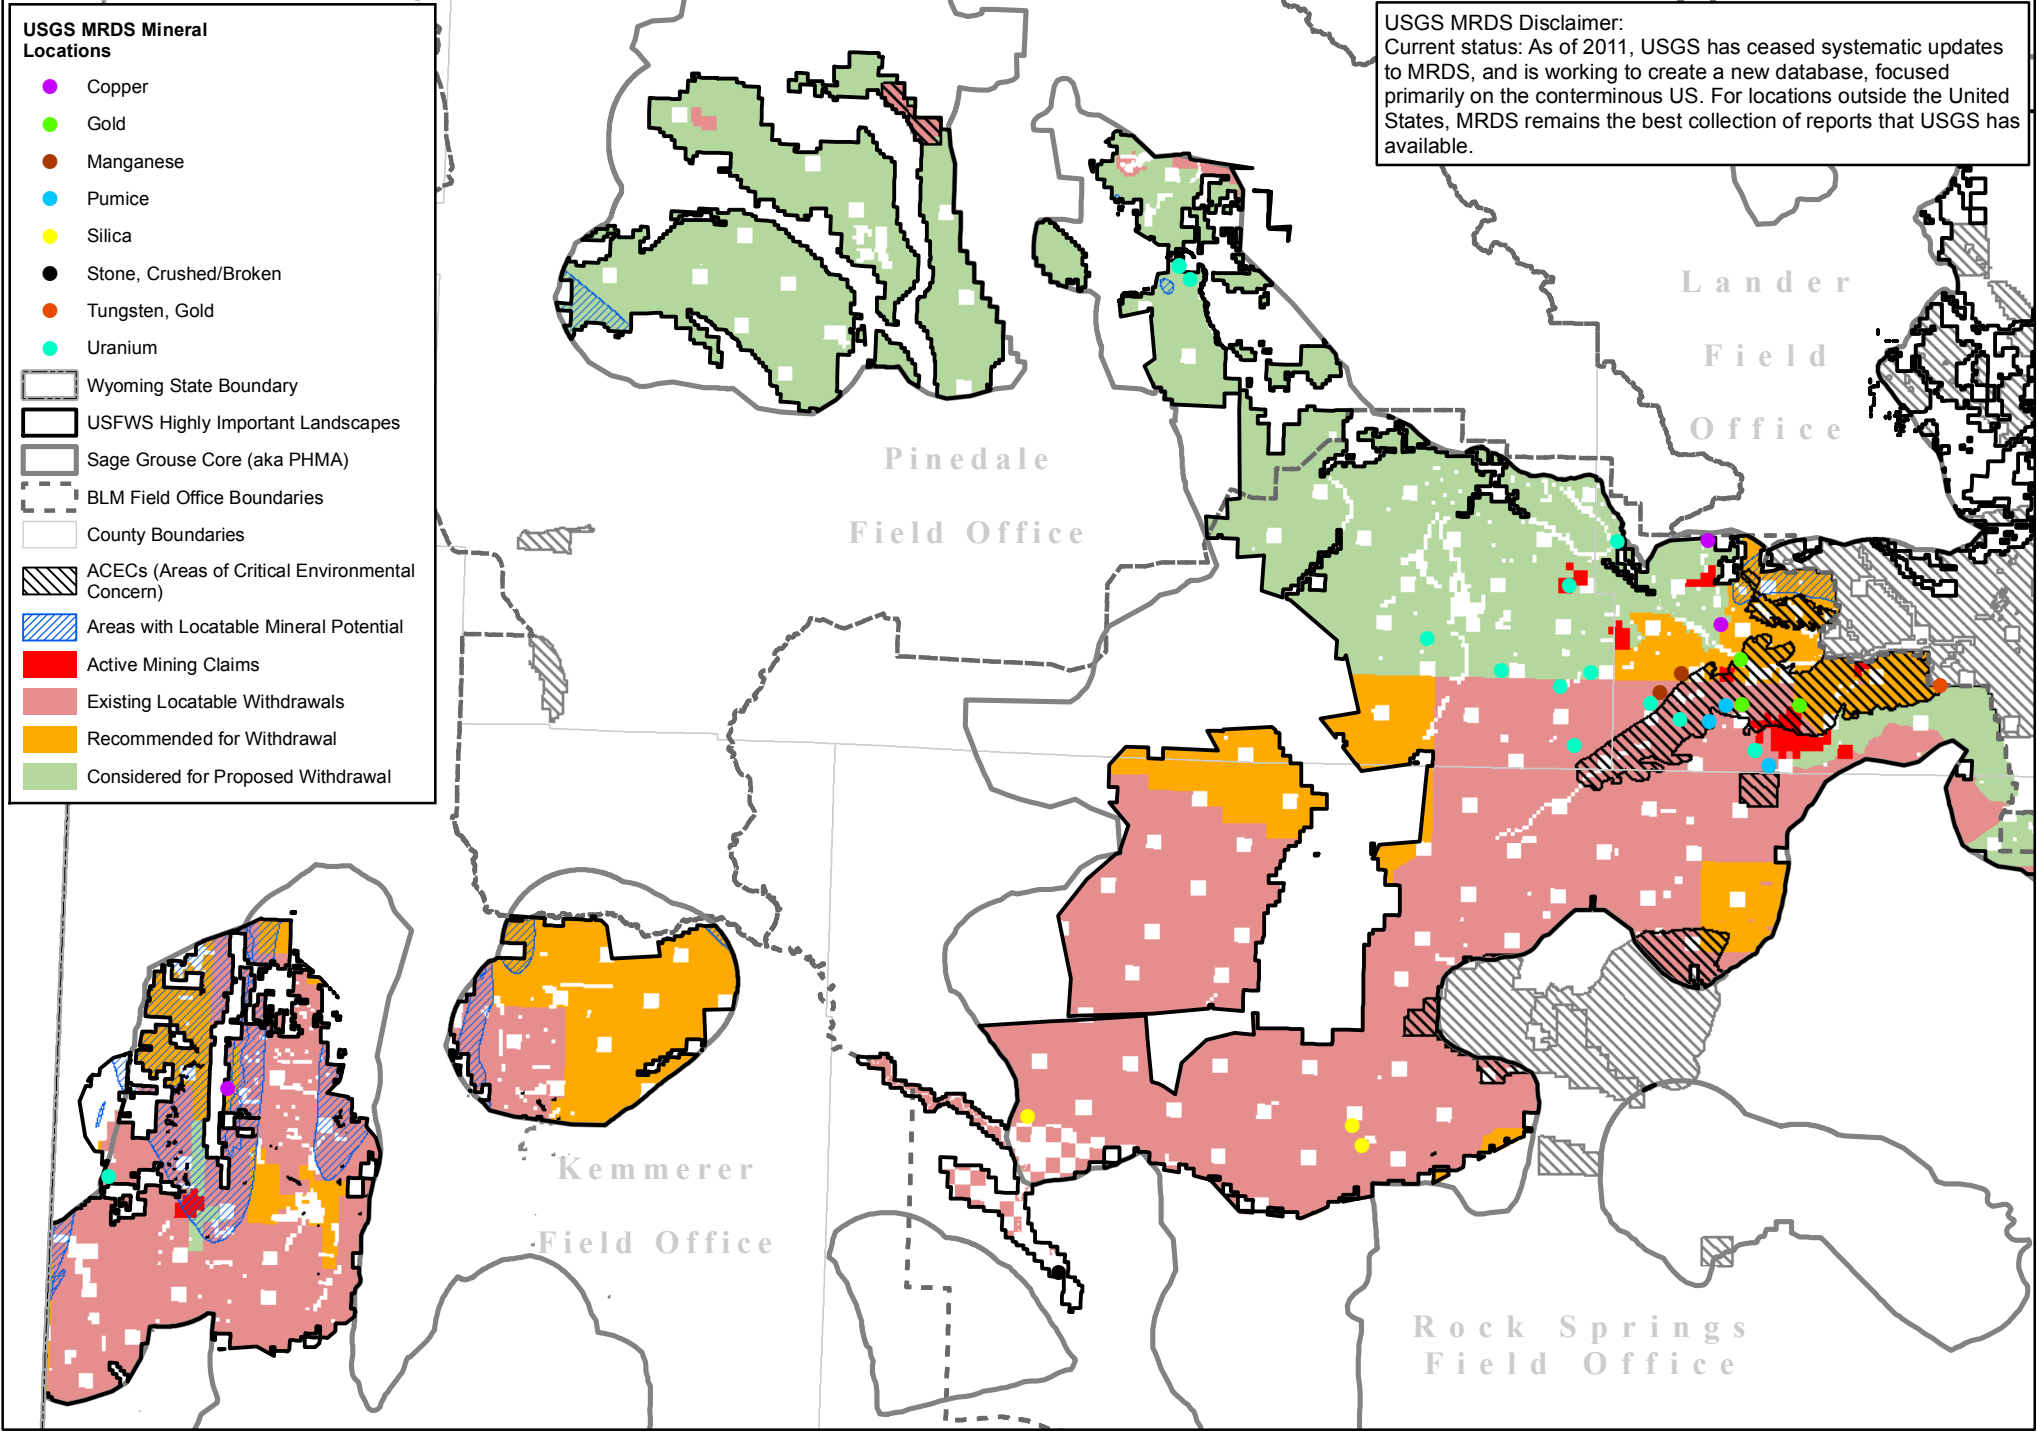 USGS MRDS Mineral
Locations
Copper
Gold
Manganese
Pumice
Silica
Stone, Crushed/Broken
Tungsten, Gold
Uranium
Wyoming State Boundary
USFWS Highly Important Landscapes
Sage Grouse Core (aka PHMA)
BLM Field Office Boundaries
County Boundaries
ACECs (Areas of Critical Environmental
Concern)
Areas with Locatable Mineral Potential
Active Mining Claims
Existing Locatable Withdrawals
Recommended for Withdrawal
Considered for Proposed Withdrawal
USGS MRDS Disclaimer:
Current status: As of 2011, USGS has ceased systematic updates
to MRDS, and is working to create a new database, focused
primarily on the conterminous US. For locations outside the United
States, MRDS remains the best collection of reports that USGS has
available.
Lander
Field
Office
Pinedale
Field Office
Kemmerer
Field Office
Rock Springs
Field Office